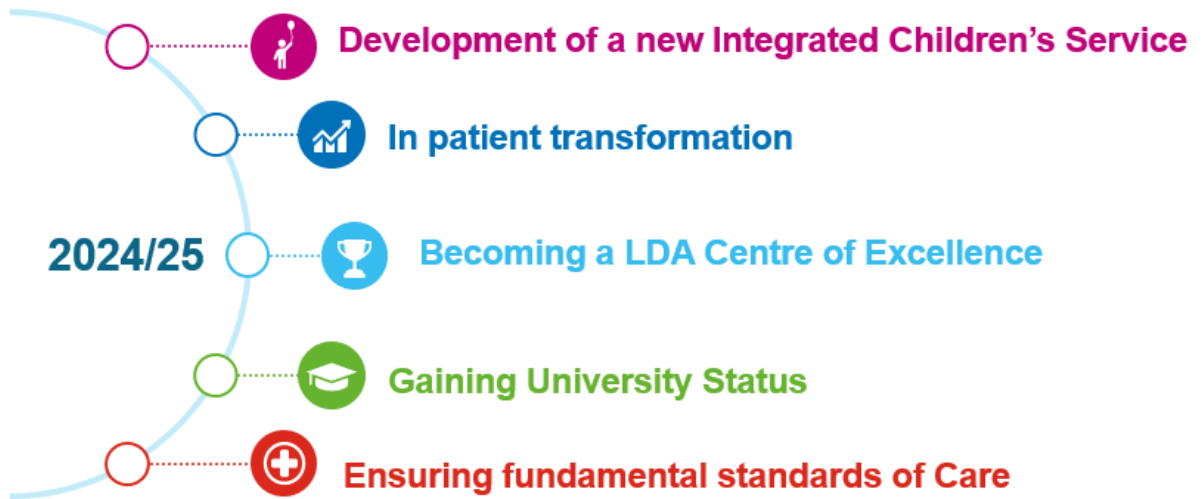 Development of a new Integrated Children's Service
In patient transformation
2024/25
Becoming a LDA Centre of Excellence
Gaining University Status
Ensuring fundamental standards of Care